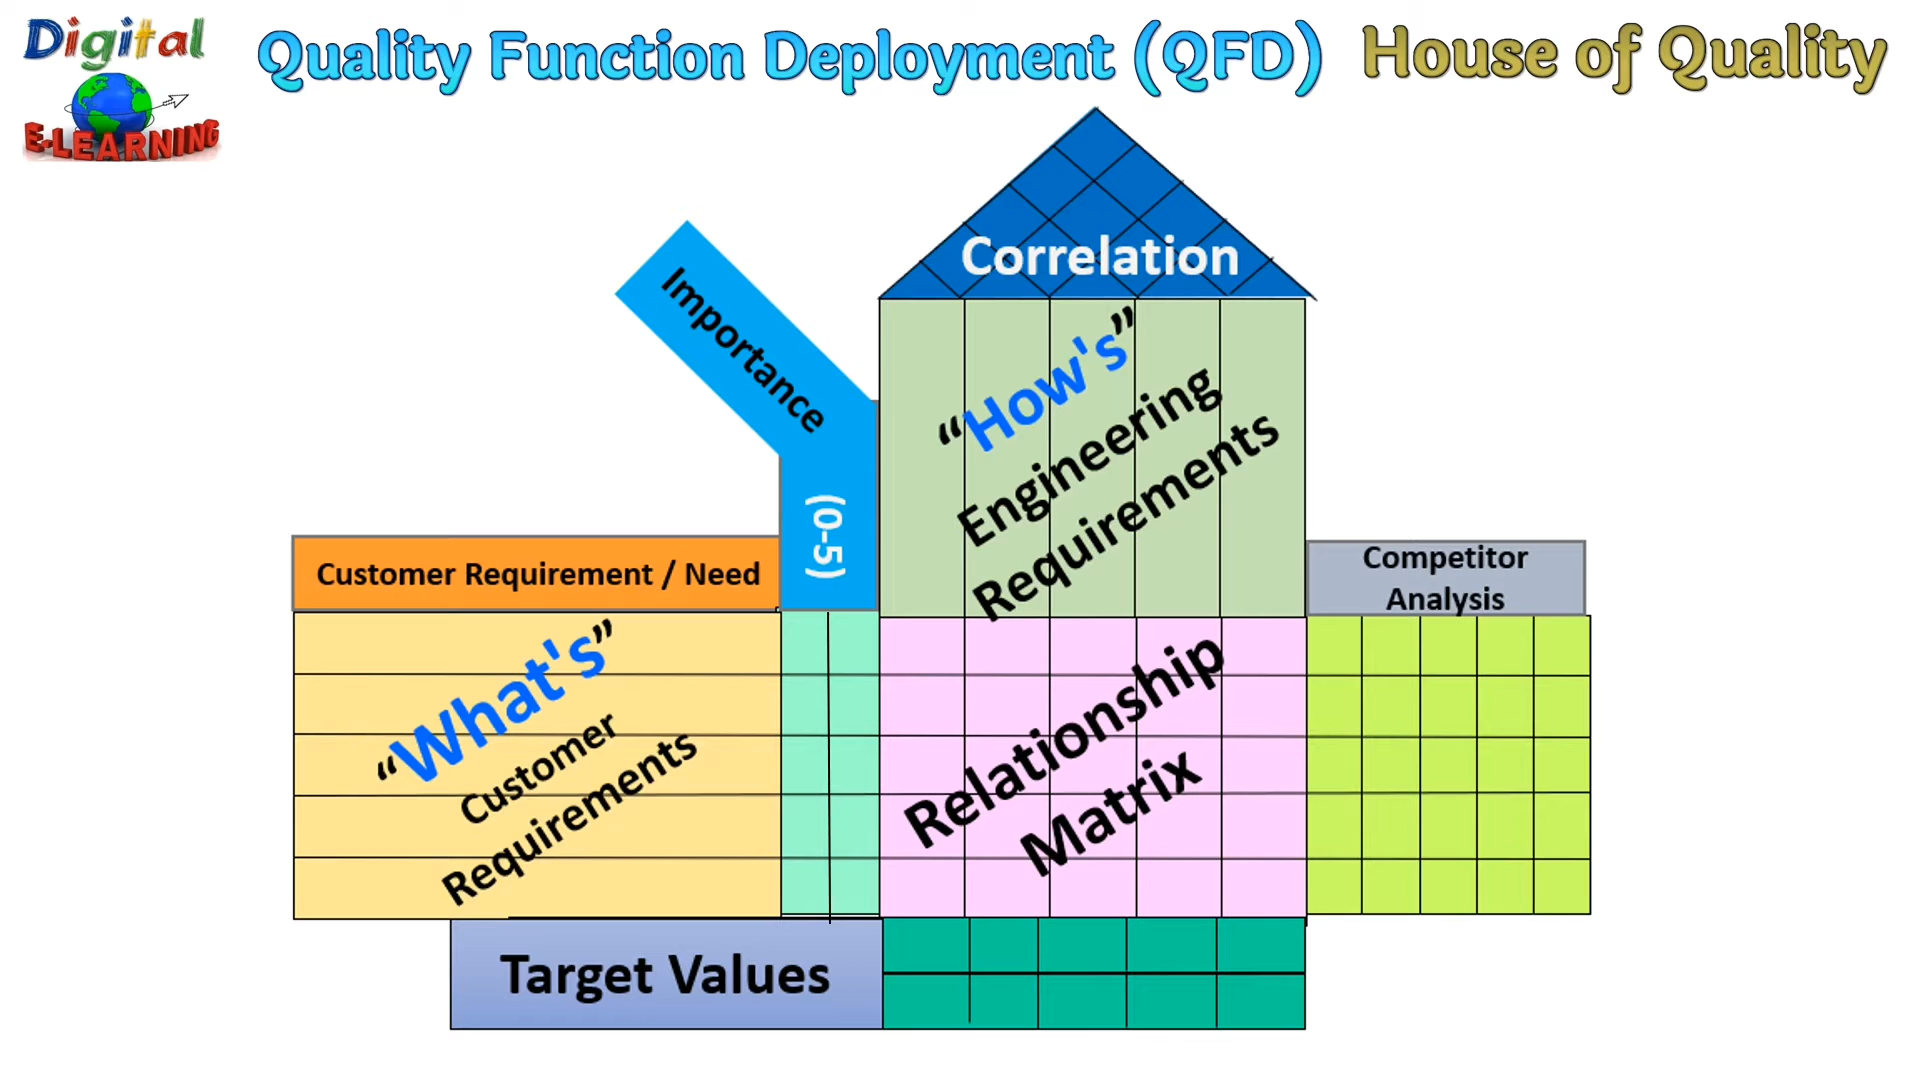 Digital
E-LEARNING
Quality Function Deployment (QFD) House of Quality
Correlation
Importance
(0-5)
“How's”
Engineering
Requirements
Customer Requirement / Need
Competitor
Analysis
“What's”
Customer
Requirements
Relationship
Matrix
Target Values